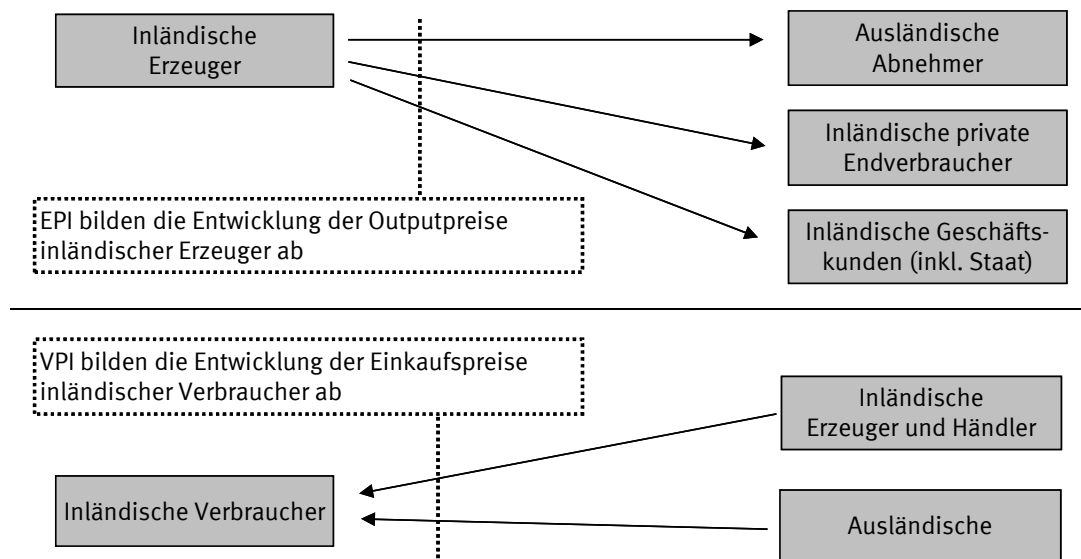 Inländische
Erzeuger
Ausländische
Abnehmer
Inländische private
Endverbraucher
EPI bilden die Entwicklung der Outputpreise
inländischer Erzeuger ab
Inländische Geschäfts-
kunden (inkl. Staat)
VPI bilden die Entwicklung der Einkaufspreise
inländischer Verbraucher ab
Inländische
Erzeuger und Händler
Inländische Verbraucher
Ausländische